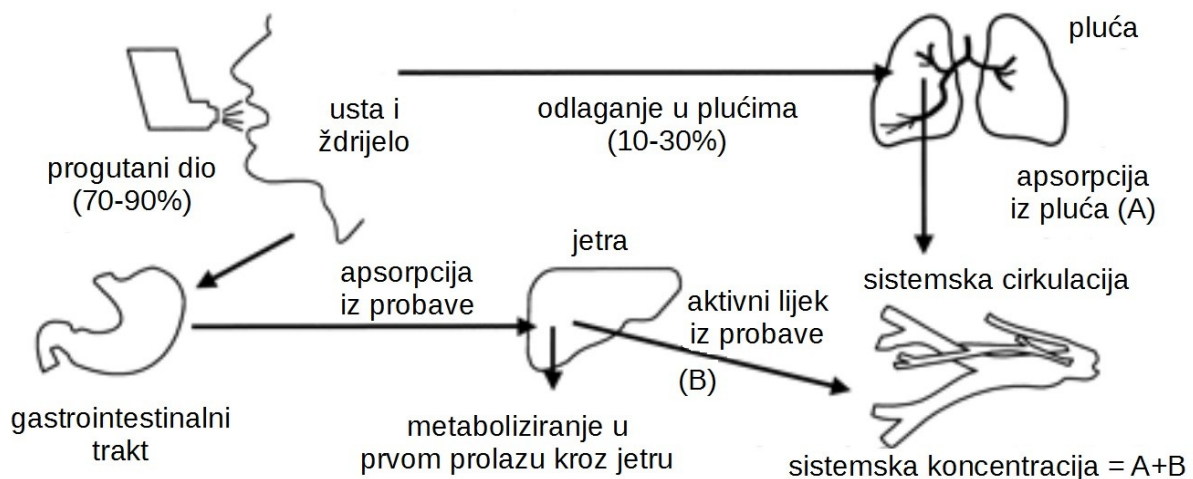 pluća
usta i
ždrijelo
odlaganje u plućima
(10-30%)
progutani dio
(70-90%)
apsorpcija
iz pluća (A)
jetra
apsorpcija
iz probave
aktivni lijek
iz probave
(B)
sistemska cirkulacija
gastrointestinalni
trakt
metaboliziranje u
prvom prolazu kroz jetru
sistemska koncentracija = A+B